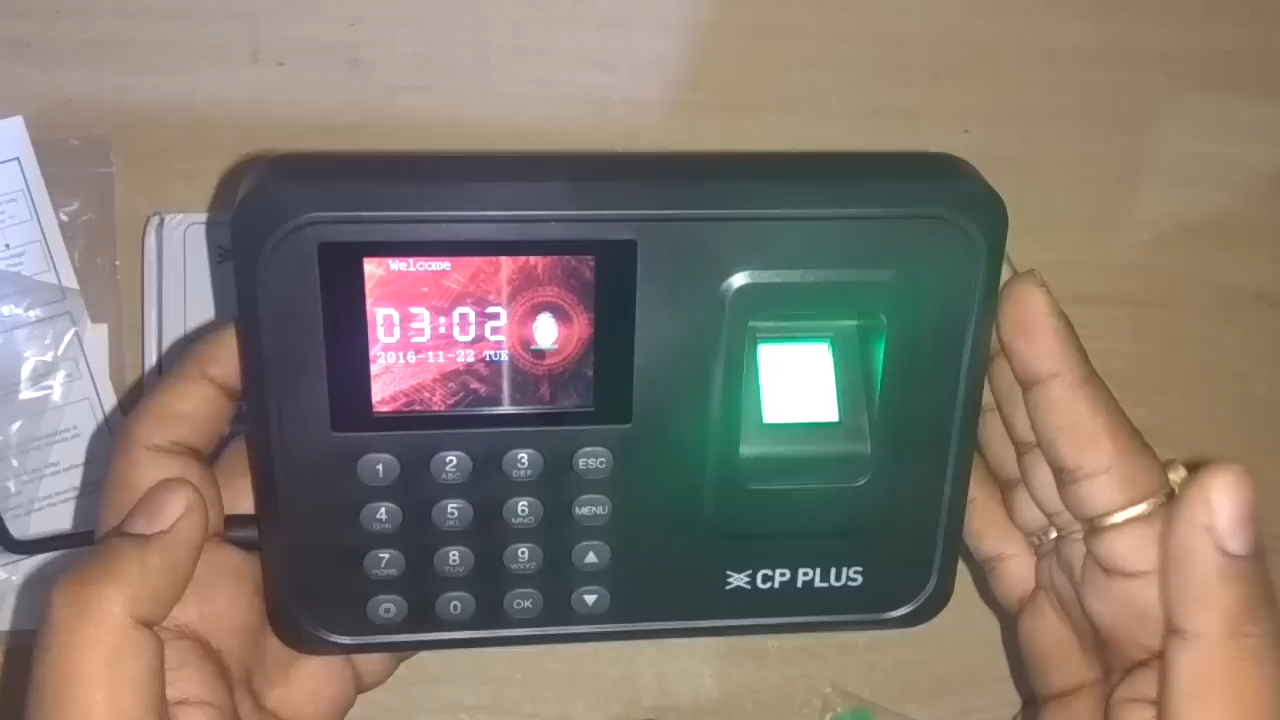 Welcome
03:02
2016-11-22 TUE
1 2 ABC 3 DEF ESC
4 GHI 5 JKL 6 MNO MENU
7 PQRS 8 TUV 9 WXYZ ▲
0 OK ▼
CP PLUS